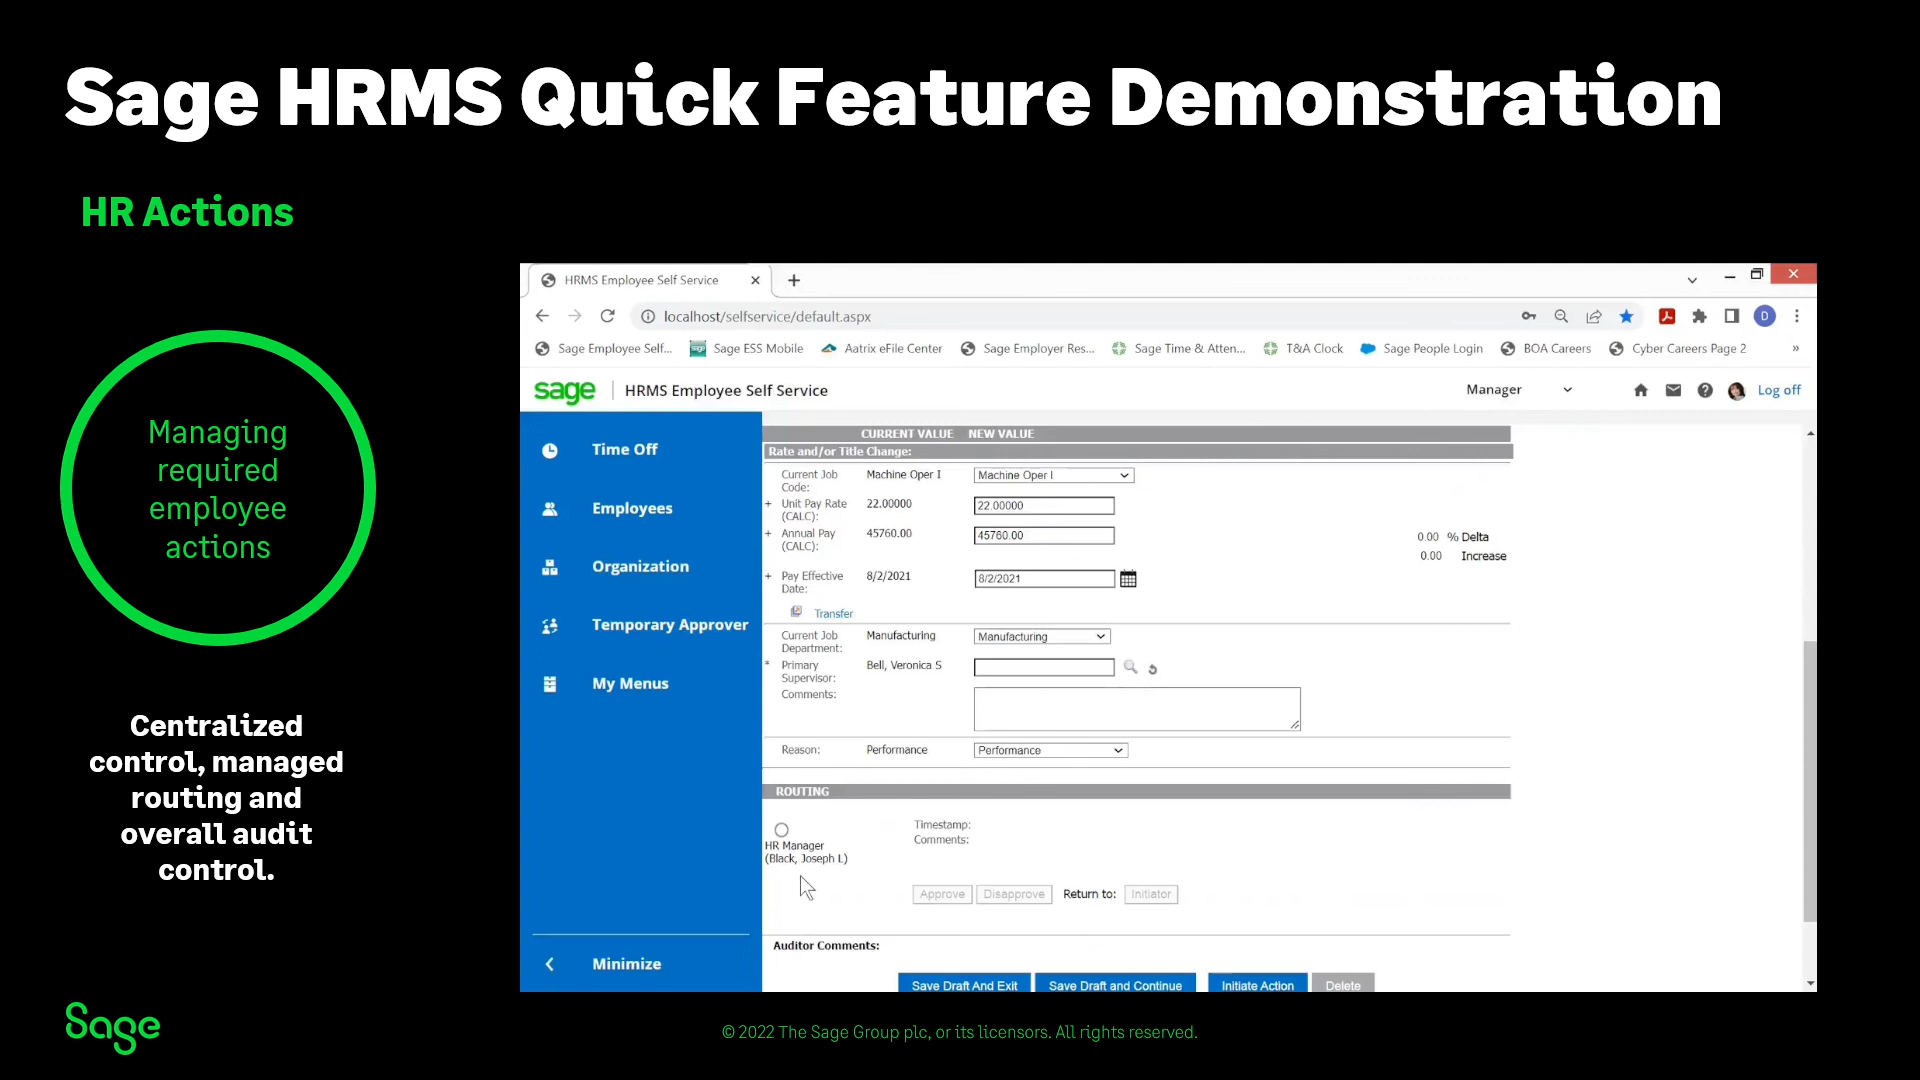 Sage HRMS Quick Feature Demonstration
HR Actions
Managing
required
employee
actions
Centralized
control, managed
routing and
overall audit
control.
HRMS Employee Self Service
localhost/selfservice/default.aspx
D
Sage Employee Self... Sage ESS Mobile Aatrix eFile Center Sage Employer Res... Sage Time & Atten... T&A Clock Sage People Login BOA Careers Cyber Careers Page 2 »
sage HRMS Employee Self Service Manager Log off
Time Off
Employees
Organization
Temporary Approver
My Menus
Minimize
CURRENT VALUE NEW VALUE
Rate and/or Title Change:
Current Job Code: Machine Oper I Machine Oper I
+ Unit Pay Rate (CALC): 22.00000 22.00000
+ Annual Pay (CALC): 45760.00 45760.00 0.00 % Delta
0.00 Increase
+ Pay Effective Date: 8/2/2021 8/2/2021
Transfer
Current Job Department: Manufacturing Manufacturing
* Primary Supervisor: Bell, Veronica S
Comments:
Reason: Performance Performance
ROUTING
HR Manager
(Black, Joseph L)
Timestamp:
Comments:
Approve Disapprove Return to: Initiator
Auditor Comments:
Save Draft And Exit Save Draft and Continue Initiate Action Delete
Sage
© 2022 The Sage Group plc, or its licensors. All rights reserved.